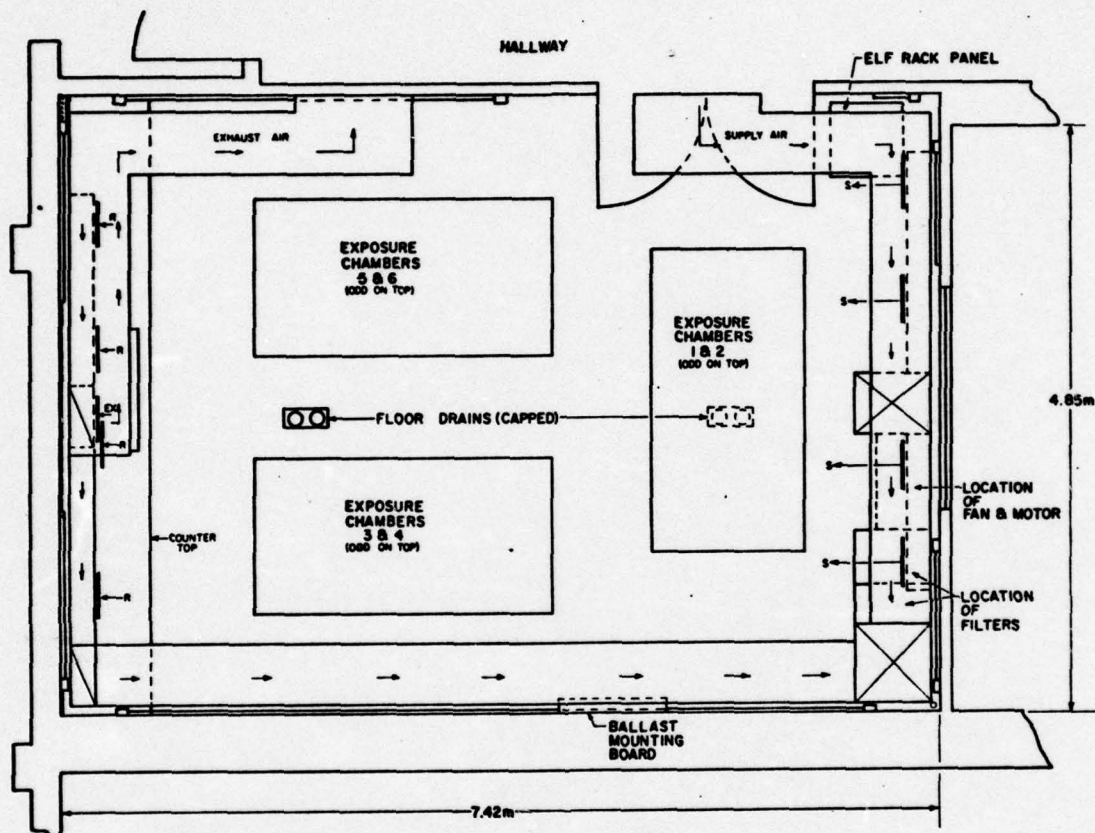 HALLWAY
ELF RACK PANEL
EXHAUST AIR
SUPPLY AIR
S
R
EXPOSURE
CHAMBERS
5 & 6
(ODD ON TOP)
S
EXPOSURE
CHAMBERS
1 & 2
(ODD ON TOP)
R
4.85m
FLOOR DRAINS (CAPPED)
R
S
LOCATION
OF
FAN & MOTOR
EXPOSURE
CHAMBERS
3 & 4
(ODD ON TOP)
COUNTER
TOP
S
R
LOCATION
OF
FILTERS
BALLAST
MOUNTING
BOARD
7.42m